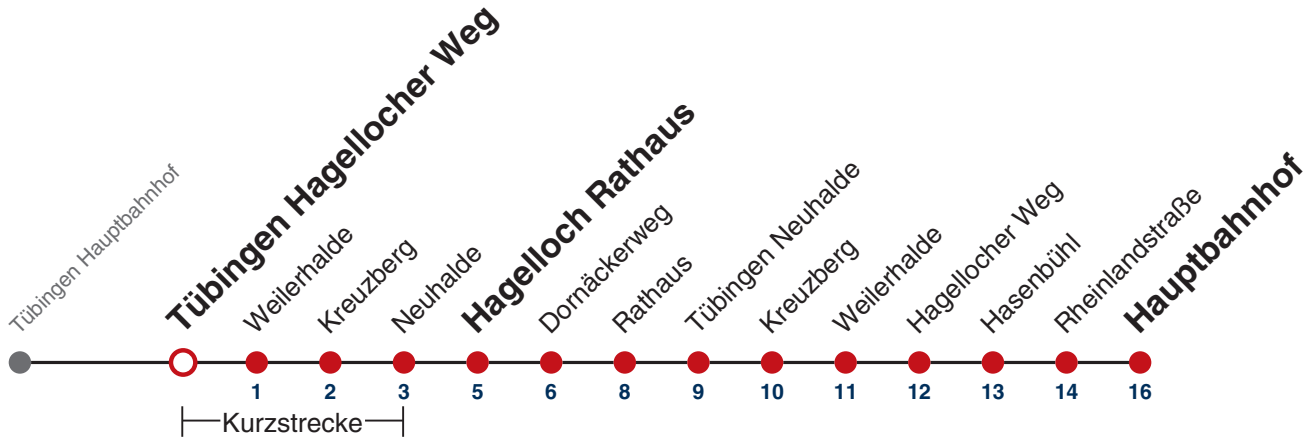 Tübingen Hauptbahnhof
Tübingen Hagellocher Weg
Weilerhalde
Kreuzberg
Neuhalde
Hagelloch Rathaus
Dornäckerweg
Rathaus
Tübingen Neuhalde
Kreuzberg
Weilerhalde
Hagellocher Weg
Hasenbühl
Rheinlandstraße
Hauptbahnhof
1 2 3 5 6 8 9 10 11 12 13 14 16
Kurzstrecke